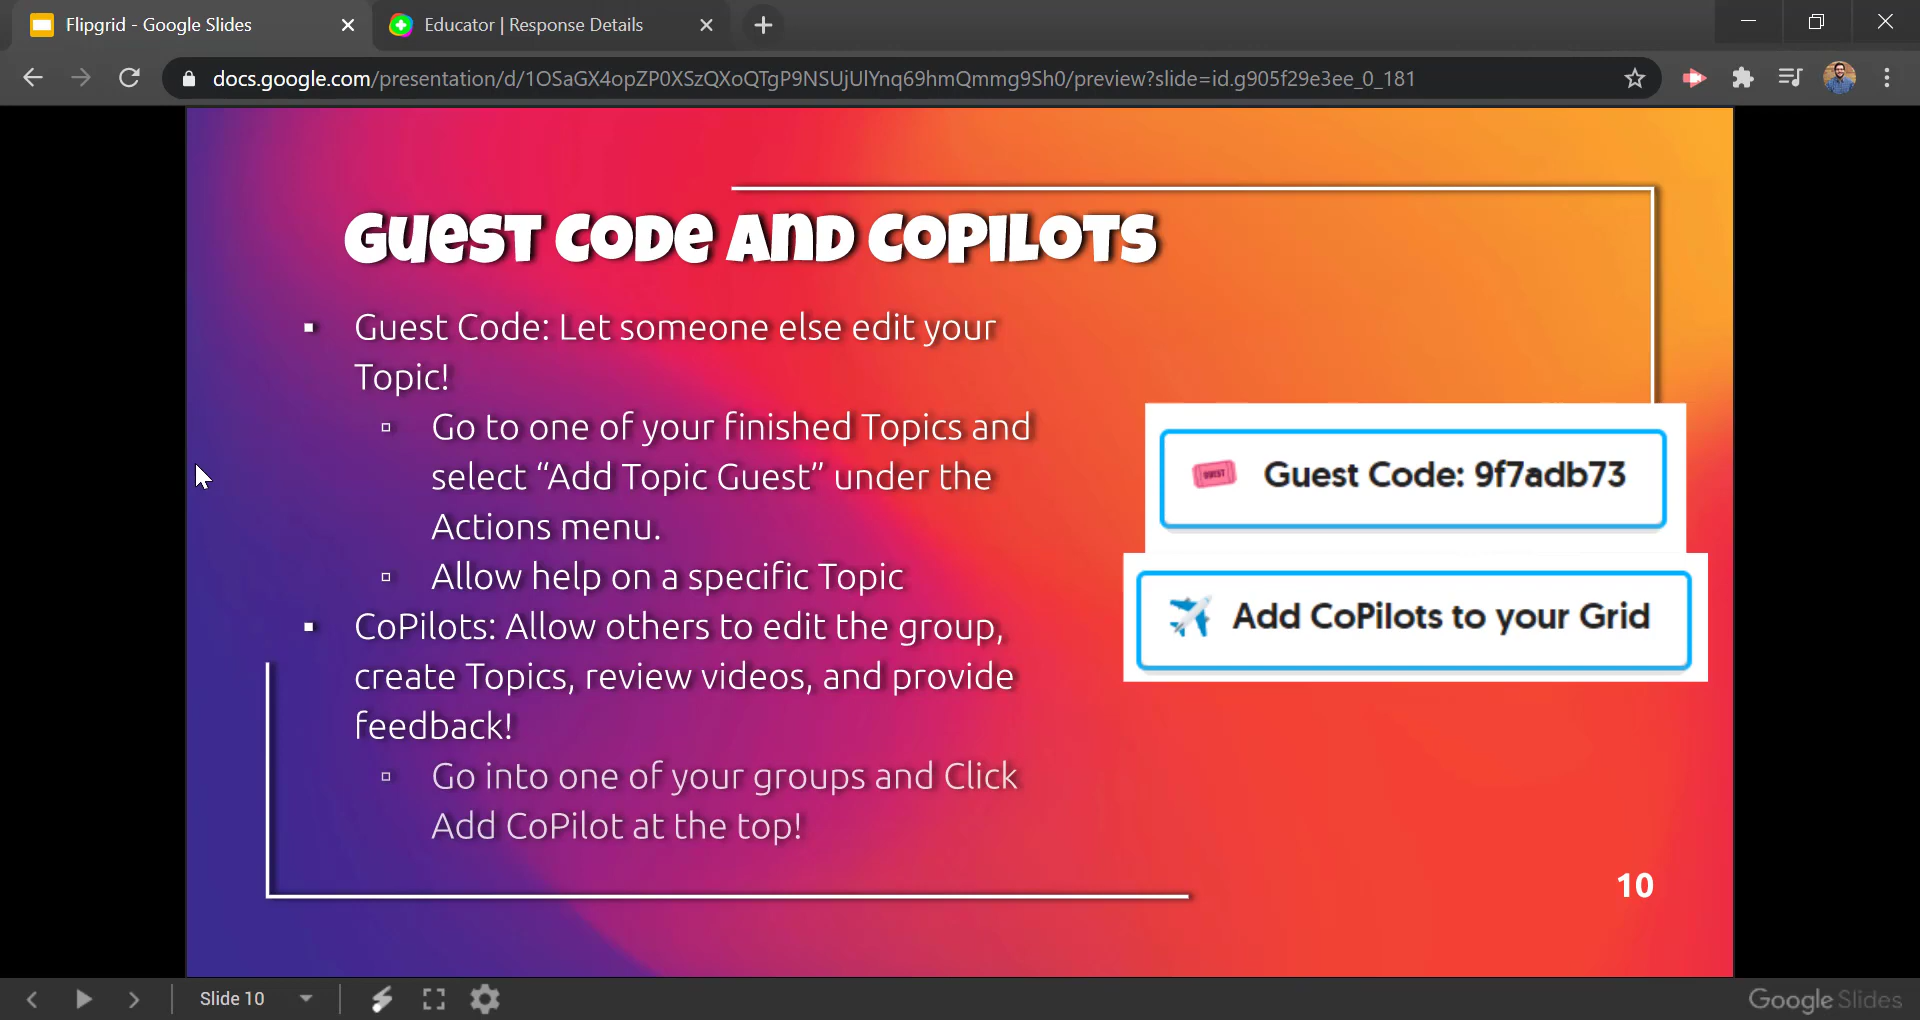 Flipgrid - Google Slides
Educator | Response Details
docs.google.com/presentation/d/1OSaGX4opZP0XSzQXoQTgP9NSUjUlYnq69hmQmmg9Sh0/preview?slide=id.g905f29e3ee_0_181
GUEST CODE AND COPILOTS
Guest Code: Let someone else edit your
Topic!
Go to one of your finished Topics and
select “Add Topic Guest” under the
Actions menu.
Allow help on a specific Topic
CoPilots: Allow others to edit the group,
create Topics, review videos, and provide
feedback!
Go into one of your groups and Click
Add CoPilot at the top!
GUEST
Guest Code: 9f7adb73
Add CoPilots to your Grid
10
Slide 10
Google Slides